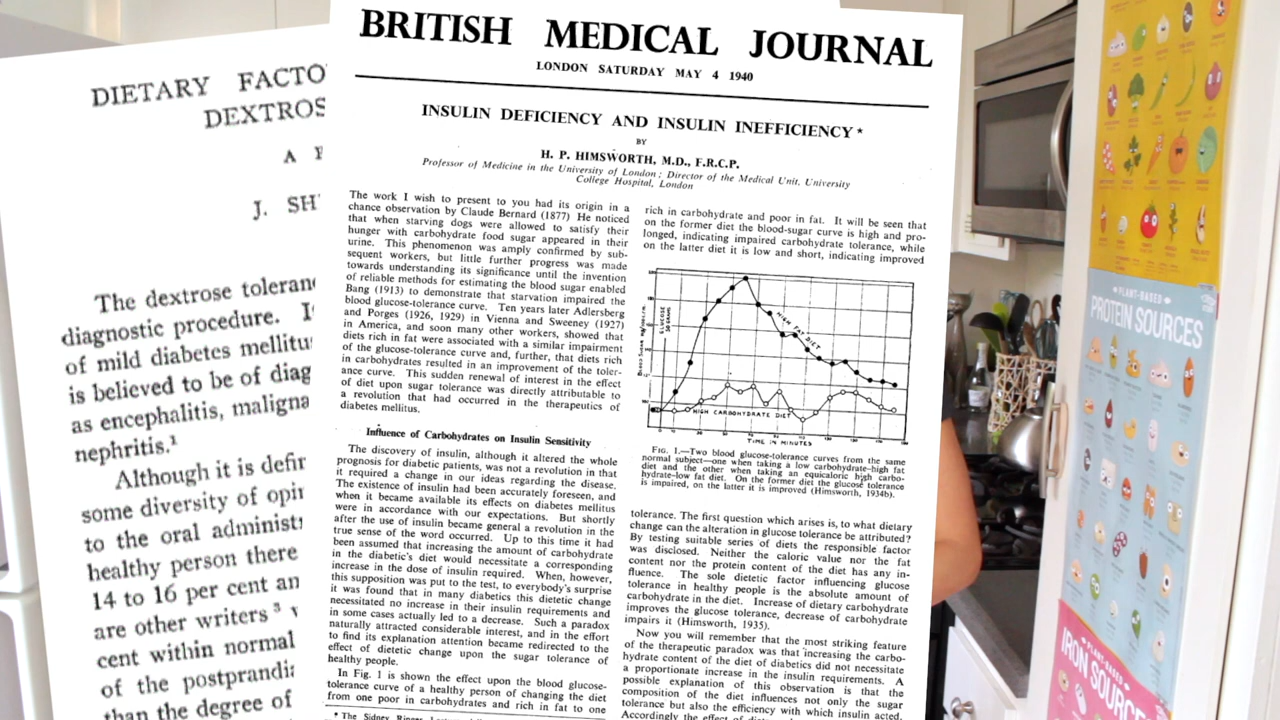 DIETARY FACTO
DEXTROS
A
J. SH
The dextrose toleran
diagnostic procedure.
of mild diabetes mellitu
is believed to be of diag
as encephalitis, maligna
nephritis.¹
Although it is defir
some diversity of opir
to the oral administ
healthy person there
14 to 16 per cent an
are other writers ³
cent within normal
of the postprandi
than the degree of
BRITISH MEDICAL JOURNAL
LONDON SATURDAY MAY 4 1940
INSULIN DEFICIENCY AND INSULIN INEFFICIENCY*
BY
H. P. HIMSWORTH, M.D., F.R.C.P.
Professor of Medicine in the University of London ; Director of the Medical Unit, University
College Hospital, London
The work I wish to present to you had its origin in a
chance observation by Claude Bernard (1877) He noticed
that when starving dogs were allowed to satisfy their
hunger with carbohydrate food sugar appeared in their
urine. This phenomenon was amply confirmed by sub-
sequent workers, but little further progress was made
towards understanding its significance until the invention
of reliable methods for estimating the blood sugar enabled
Bang (1913) to demonstrate that starvation impaired the
blood glucose-tolerance curve. Ten years later Adlersberg
and Porges (1926, 1929) in Vienna and Sweeney (1927)
in America, and soon many other workers, showed that
diets rich in fat were associated with a similar impairment
of the glucose-tolerance curve and, further, that diets rich
in carbohydrates resulted in an improvement of the toler-
ance curve. This sudden renewal of interest in the effect
of diet upon sugar tolerance was directly attributable to
a revolution that had occurred in the therapeutics of
diabetes mellitus.
Influence of Carbohydrates on Insulin Sensitivity
The discovery of insulin, although it altered the whole
prognosis for diabetic patients, was not a revolution in that
it required a change in our ideas regarding the disease.
The existence of insulin had been accurately foreseen, and
when it became available its effects on diabetes mellitus
were in accordance with our expectations. But shortly
after the use of insulin became general a revolution in the
true sense of the word occurred. Up to this time it had
been assumed that increasing the amount of carbohydrate
in the diabetic's diet would necessitate a corresponding
increase in the dose of insulin required. When, however,
this supposition was put to the test, to everybody's surprise
it was found that in many diabetics this dietetic change
necessitated no increase in their insulin requirements and
in some cases actually led to a decrease. Such a paradox
naturally attracted considerable interest, and in the effort
to find its explanation attention became redirected to the
effect of dietetic change upon the sugar tolerance of
healthy people.
In Fig. 1 is shown the effect upon the blood glucose-
tolerance curve of a healthy person of changing the diet
from one poor in carbohydrates and rich in fat to one
* The Sidney Ringer
rich in carbohydrate and poor in fat. It will be seen that
on the former diet the blood-sugar curve is high and pro-
longed, indicating impaired carbohydrate tolerance, while
on the latter diet it is low and short, indicating improved
GLUCOSE
HIGH FAT DIET
HIGH CARBOHYDRATE DIET
TIME IN MINUTES
FIG. 1.—Two blood glucose-tolerance curves from the same
normal subject—one when taking a low carbohydrate–high fat
diet and the other when taking an equicaloric high carbo-
hydrate–low fat diet. On the former diet the glucose tolerance
is impaired, on the latter it is improved (Himsworth, 1934b).
tolerance. The first question which arises is, to what dietary
change can the alteration in glucose tolerance be attributed?
By testing suitable series of diets the responsible factor
was disclosed. Neither the caloric value nor the fat
content nor the protein content of the diet has any in-
fluence. The sole dietetic factor influencing glucose
tolerance in healthy people is the absolute amount of
carbohydrate in the diet. Increase of dietary carbohydrate
improves the glucose tolerance, decrease of carbohydrate
impairs it (Himsworth, 1935).
Now you will remember that the most striking feature
of the therapeutic paradox was that increasing the carbo-
hydrate content of the diet of diabetics did not necessitate
a proportionate increase in the insulin requirements. A
possible explanation of this observation is that the
composition of the diet influences not only the sugar
tolerance but also the efficiency with which insulin acted.
Accordingly the effect of
PLANT-BASED
PROTEIN SOURCES
PLANT-BASED
IRON SOURC